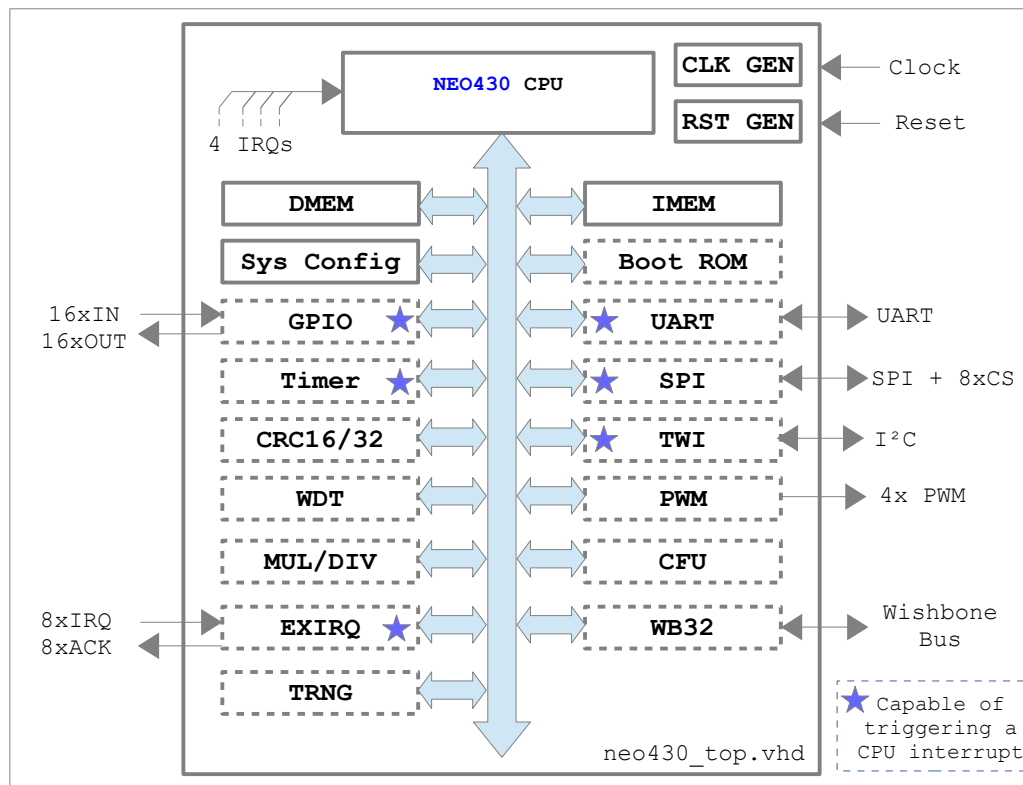 NEO430 CPU
CLK GEN
Clock
RST GEN
Reset
4 IRQs
DMEM
IMEM
Sys Config
Boot ROM
16xIN
16xOUT
GPIO
UART
UART
Timer
SPI
SPI + 8xCS
CRC16/32
TWI
I²C
WDT
PWM
4x PWM
MUL/DIV
CFU
8xIRQ
8xACK
EXIRQ
WB32
Wishbone
Bus
TRNG
neo430_top.vhd
Capable of
triggering a
CPU interrupt